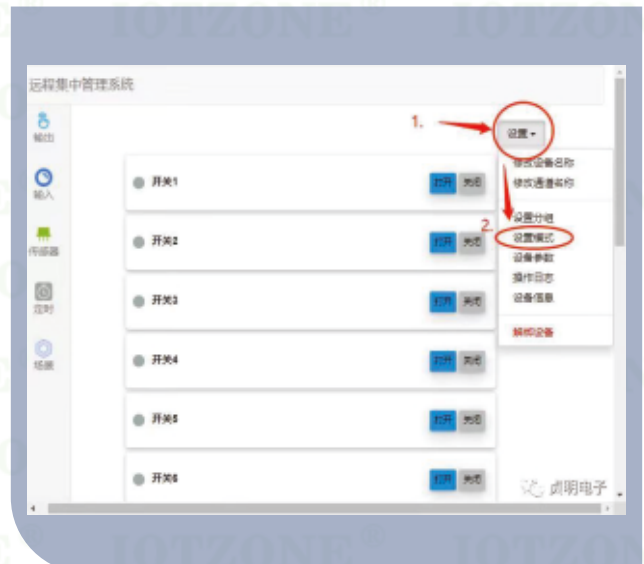 IOTZONE®
IOTZONE
远程集中管理系统
1.
设置
输出
修改设备名称
开关1
打开 关闭
修改通道名称
输入
2.
设置分组
开关2
打开 关闭
设置模式
传感器
设备参数
操作日志
开关3
打开 关闭
设备信息
定时
解绑设备
开关4
打开 关闭
场景
开关5
打开 关闭
开关6
打开 关闭
贞明电子
IOTZONE®
IOTZONE